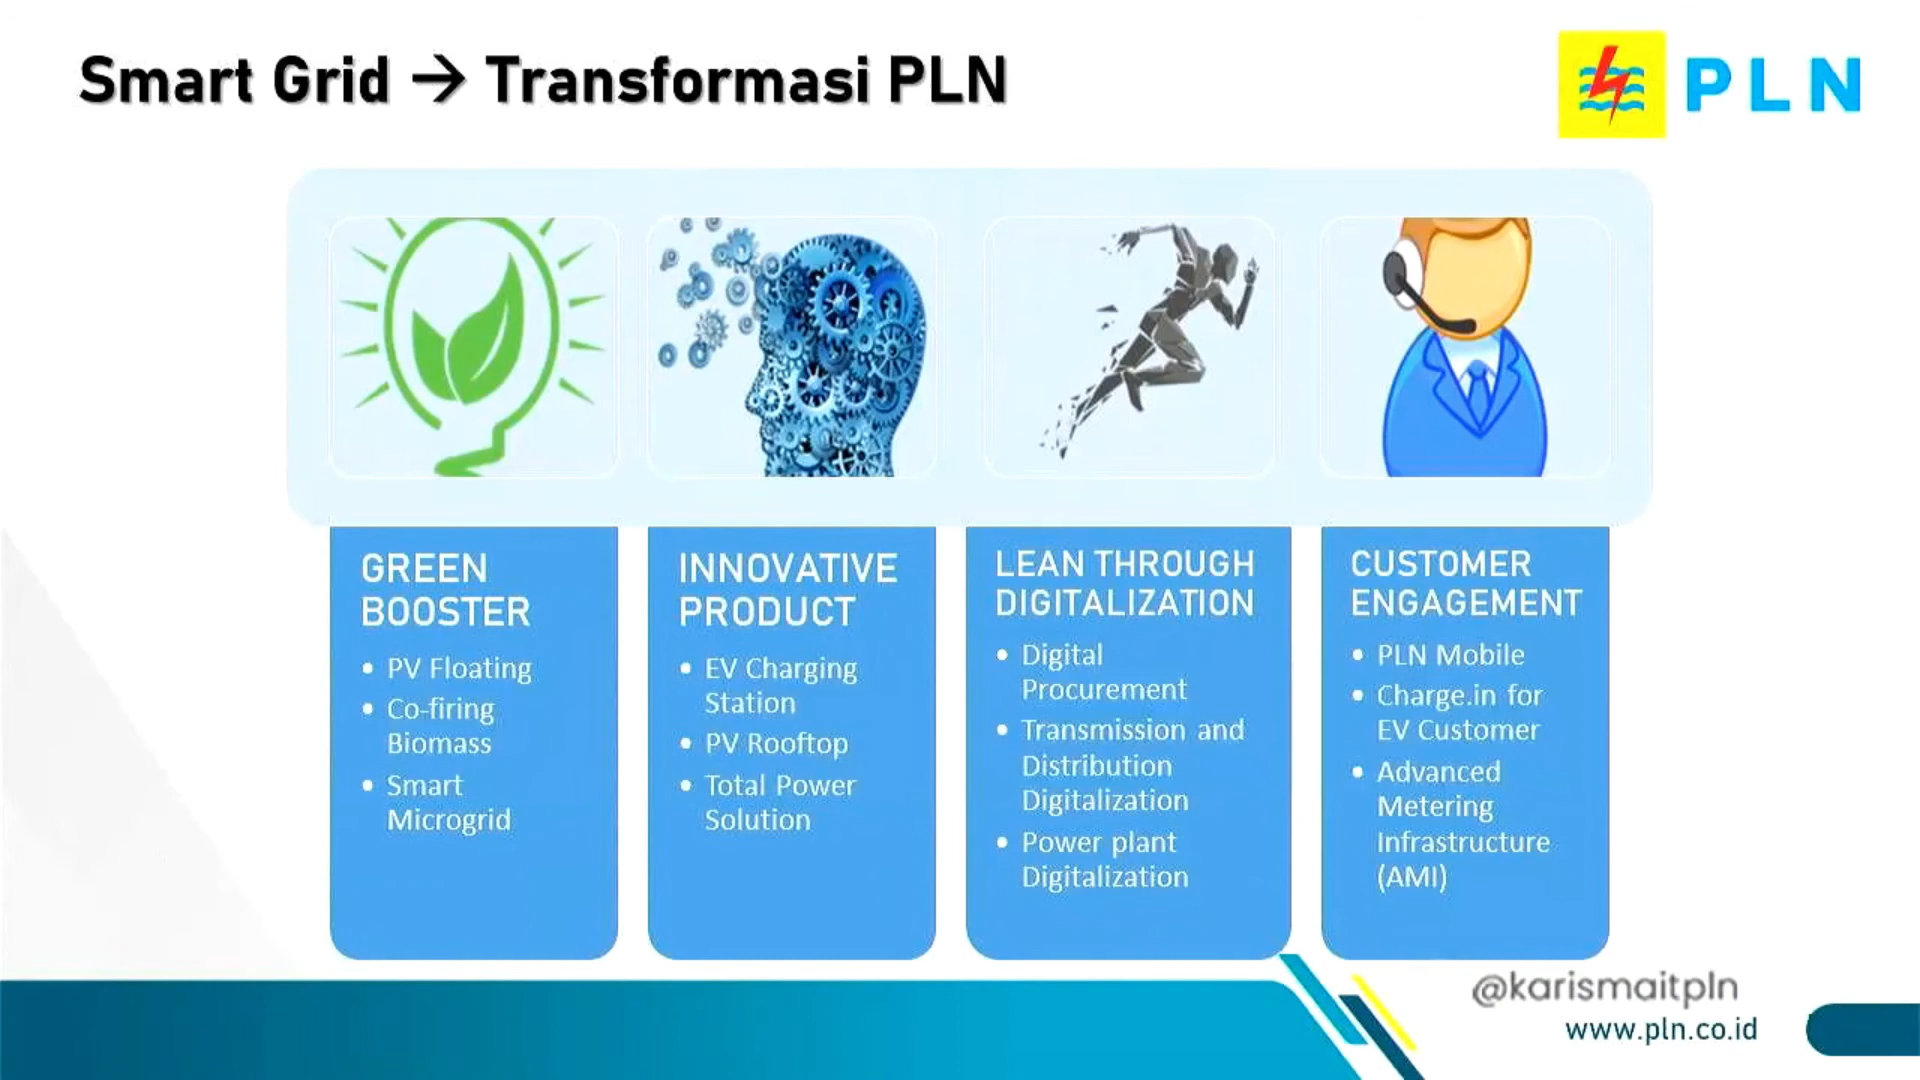 Smart Grid → Transformasi PLN
PLN
GREEN
BOOSTER
• PV Floating
• Co-firing
Biomass
• Smart
Microgrid
INNOVATIVE
PRODUCT
• EV Charging
Station
• PV Rooftop
• Total Power
Solution
LEAN THROUGH
DIGITALIZATION
• Digital
Procurement
• Transmission and
Distribution
Digitalization
• Power plant
Digitalization
CUSTOMER
ENGAGEMENT
• PLN Mobile
• Charge.in for
EV Customer
• Advanced
Metering
Infrastructure
(AMI)
@karismaitpln
www.pln.co.id